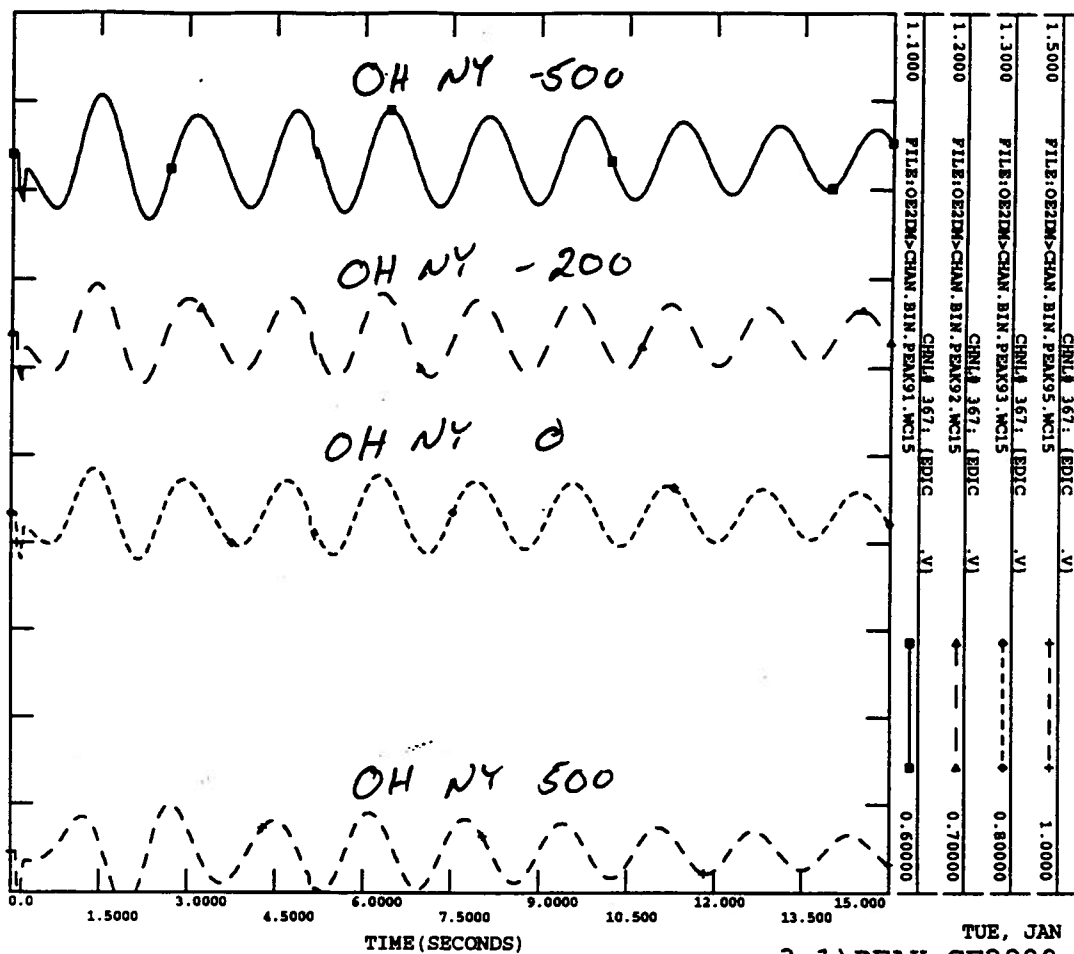 OH NY -500
OH NY -200
OH NY 0
OH NY 500
0.0 1.5000 3.0000 4.5000 6.0000 7.5000 9.0000 10.500 12.000 13.500 15.000
TIME(SECONDS)
CHNL# 367: (EDIC .V)
1.5000 FILE:OE2DM>CHAN.BIN.PEAK95.WC15 1.0000
CHNL# 367: (EDIC .V)
1.3000 FILE:OE2DM>CHAN.BIN.PEAK93.WC15 0.80000
CHNL# 367: (EDIC .V)
1.2000 FILE:OE2DM>CHAN.BIN.PEAK92.WC15 0.70000
CHNL# 367: (EDIC .V)
1.1000 FILE:OE2DM>CHAN.BIN.PEAK91.WC15 0.60000
TUE, JAN